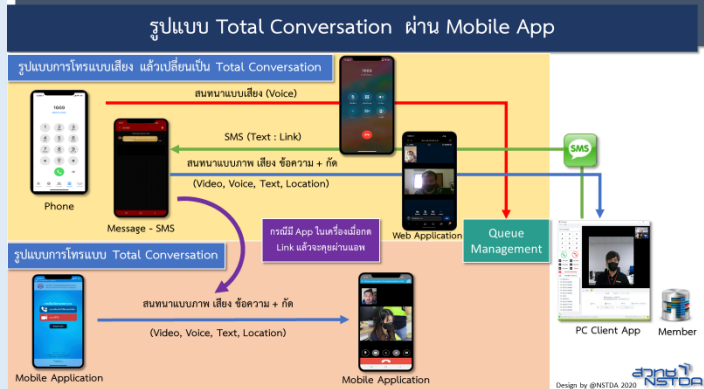 รูปแบบ Total Conversation ผ่าน Mobile App
รูปแบบการโทรแบบเสียง แล้วเปลี่ยนเป็น Total Conversation
สนทนาแบบเสียง (Voice)
1669
1669
SMS (Text : Link)
SMS
สนทนาแบบภาพ เสียง ข้อความ + กัด
(Video, Voice, Text, Location)
Phone
Message - SMS
Web Application
กรณีมี App ในเครื่องเมื่อกด
Link แล้วจะคุยผ่านแอพ
Queue
Management
รูปแบบการโทรแบบ Total Conversation
สนทนาแบบภาพ เสียง ข้อความ + กัด
(Video, Voice, Text, Location)
PC Client App
Member
Mobile Application
Mobile Application
Design by @NSTDA 2020
สวทช
NSTDA